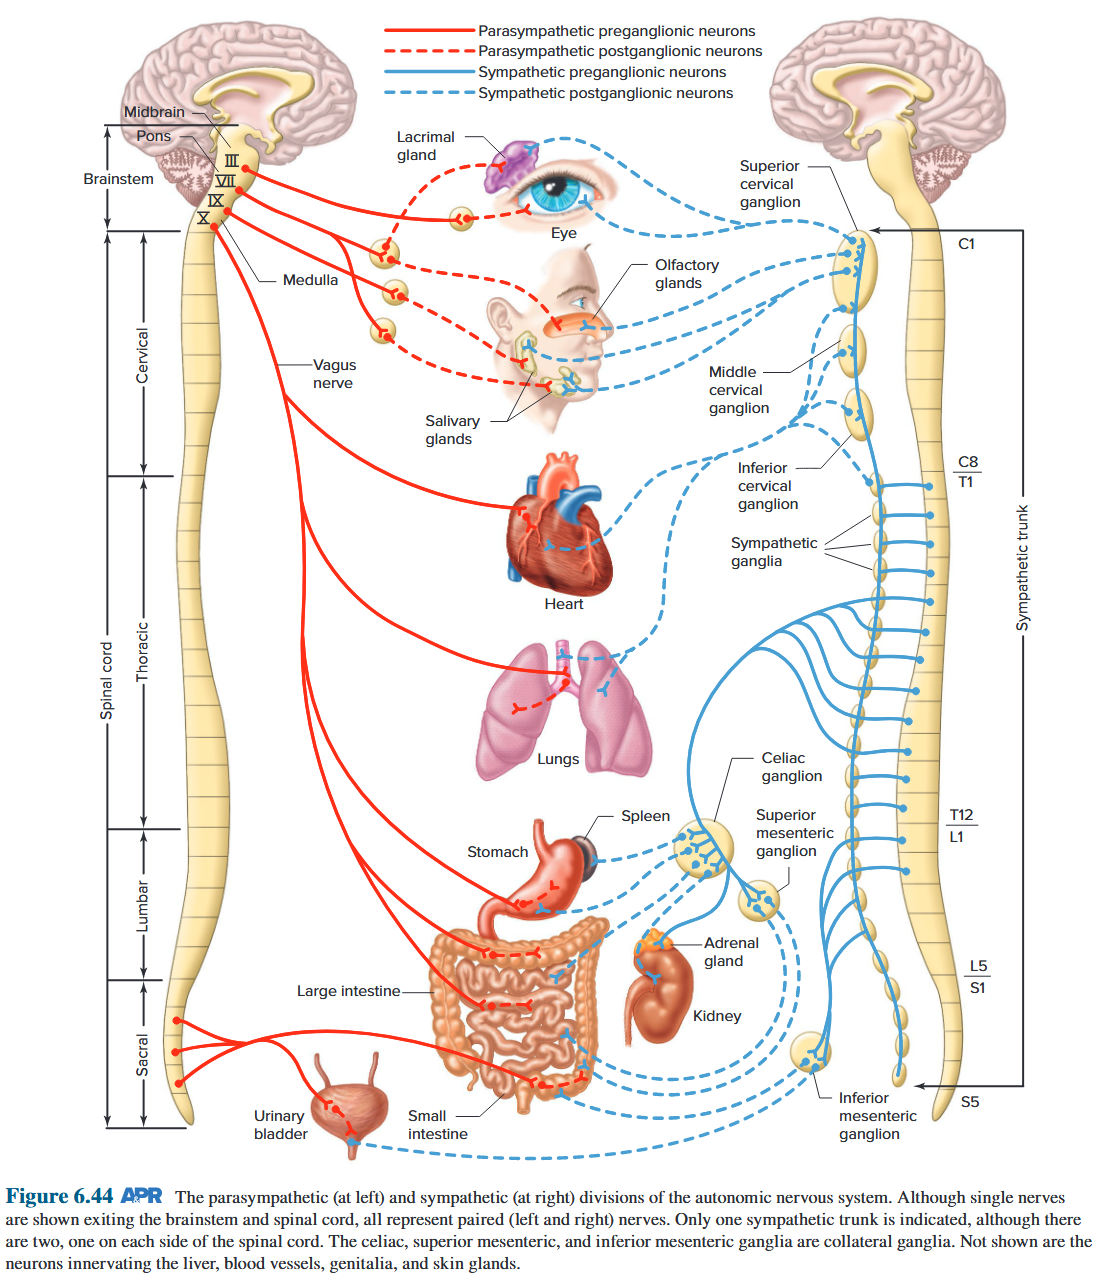 Parasympathetic preganglionic neurons
Parasympathetic postganglionic neurons
Sympathetic preganglionic neurons
Sympathetic postganglionic neurons
Midbrain
Pons
Brainstem
III
VII
IX
X
Medulla
Lacrimal
gland
Eye
Superior
cervical
ganglion
C1
Olfactory
glands
Cervical
Vagus
nerve
Salivary
glands
Middle
cervical
ganglion
Inferior
cervical
ganglion
C8
T1
Sympathetic
ganglia
Sympathetic trunk
Heart
Spinal cord
Thoracic
Lungs
Celiac
ganglion
Spleen
Superior
mesenteric
ganglion
T12
L1
Stomach
Lumbar
Adrenal
gland
L5
S1
Large intestine
Kidney
Sacral
Urinary
bladder
Small
intestine
Inferior
mesenteric
ganglion
S5
Figure 6.44 AP&R The parasympathetic (at left) and sympathetic (at right) divisions of the autonomic nervous system. Although single nerves
are shown exiting the brainstem and spinal cord, all represent paired (left and right) nerves. Only one sympathetic trunk is indicated, although there
are two, one on each side of the spinal cord. The celiac, superior mesenteric, and inferior mesenteric ganglia are collateral ganglia. Not shown are the
neurons innervating the liver, blood vessels, genitalia, and skin glands.